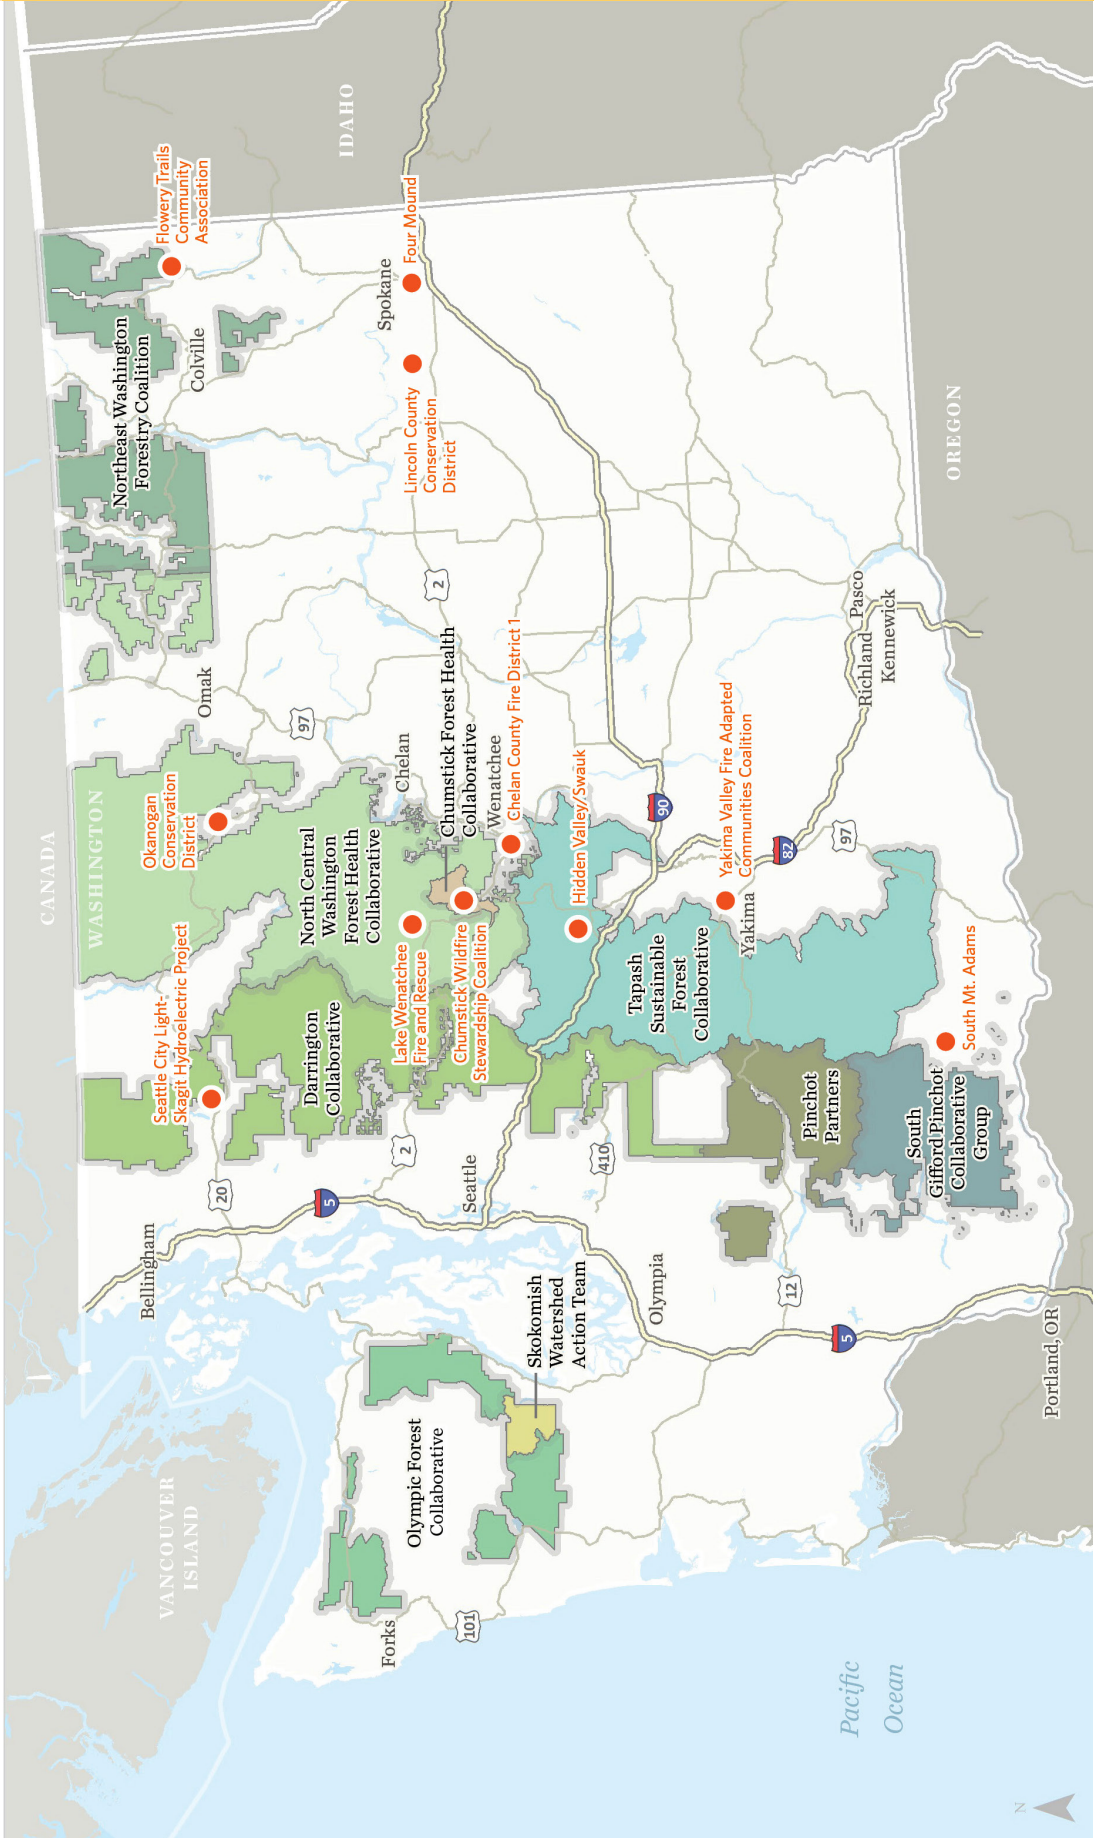 CANADA
WASHINGTON
VANCOUVER
ISLAND
IDAHO
OREGON
Pacific
Ocean
N
Bellingham
Seattle City Light-
Skagit Hydroelectric Project
Okanogan
Conservation
District
Omak
Northeast Washington
Forestry Coalition
Colville
Flowery Trails
Community
Association
20
97
5
Darrington
Collaborative
North Central
Washington
Forest Health
Collaborative
Chelan
Forks
Olympic Forest
Collaborative
101
2
Lake Wenatchee
Fire and Rescue
Chumstick Wildfire
Stewardship Coalition
Chumstick Forest Health
Collaborative
2
Lincoln County
Conservation
District
Spokane
Four Mound
Seattle
Wenatchee
Chelan County Fire District 1
Skokomish
Watershed
Action Team
Hidden Valley/Swauk
410
90
Olympia
Tapash
Sustainable
Forest
Collaborative
Yakima
Yakima Valley Fire Adapted
Communities Coalition
82
97
12
5
Pinchot
Partners
Richland
Pasco
Kennewick
South
Gifford Pinchot
Collaborative
Group
South Mt. Adams
Portland, OR